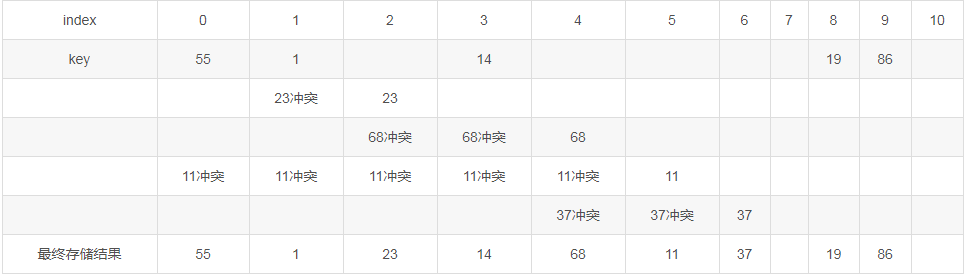 index 0 1 2 3 4 5 6 7 8 9 10
key 55 1 14 19 86
23冲突 23
68冲突 68冲突 68
11冲突 11冲突 11冲突 11冲突 11冲突 11
37冲突 37冲突 37
最终存储结果 55 1 23 14 68 11 37 19 86